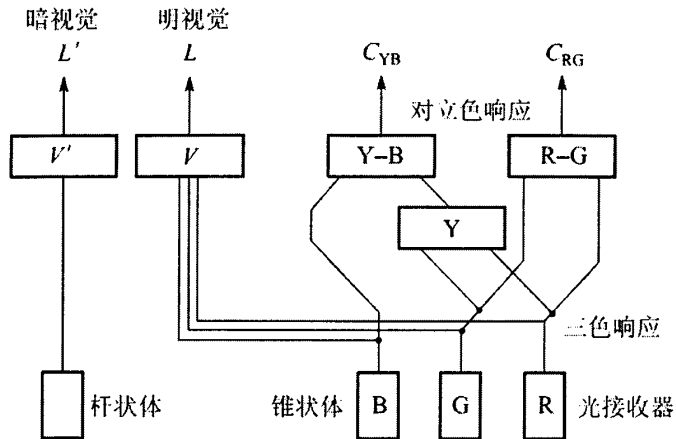 暗视觉 明视觉
L′ L C_YB C_RG
对立色响应
V′ V Y–B R–G
Y
三色响应
杆状体 锥状体 B G R 光接收器